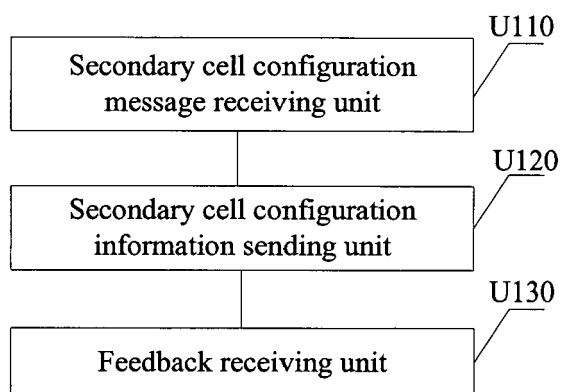 U110
Secondary cell configuration
message receiving unit
U120
Secondary cell configuration
information sending unit
U130
Feedback receiving unit